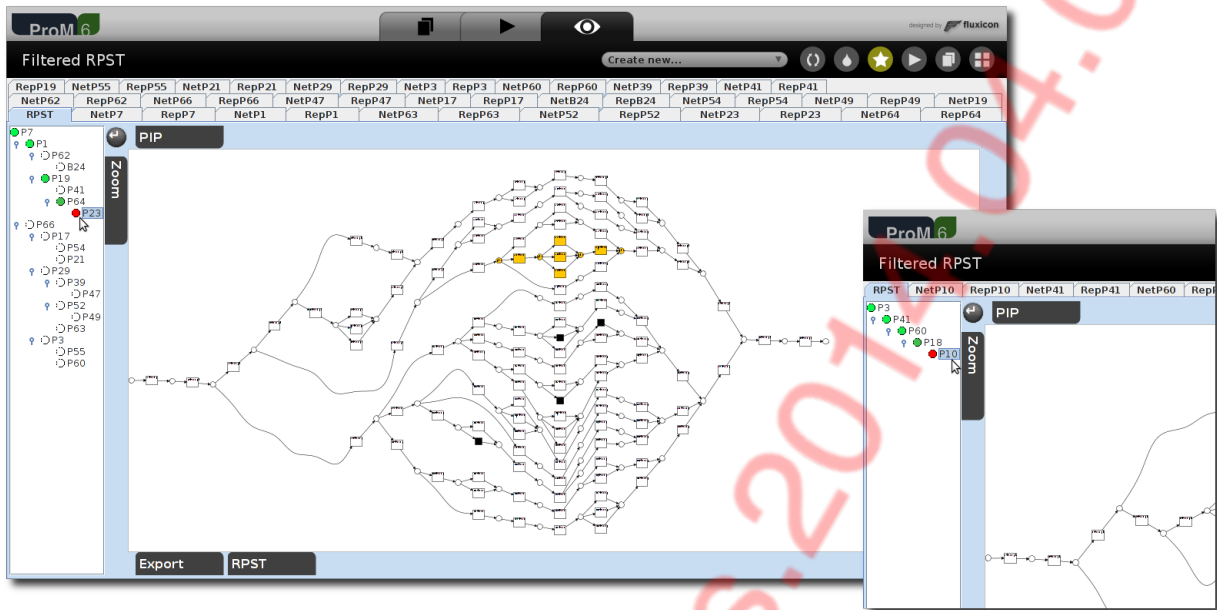 ProM 6
designed by fluxicon
Filtered RPST
Create new...
RepP19 NetP55 RepP55 NetP21 RepP21 NetP29 RepP29 NetP3 RepP3 NetP60 RepP60 NetP39 RepP39 NetP41 RepP41
NetP62 RepP62 NetP66 RepP66 NetP47 RepP47 NetP17 RepP17 NetB24 RepB24 NetP54 RepP54 NetP49 RepP49 NetP19
RPST NetP7 RepP7 NetP1 RepP1 NetP63 RepP63 NetP52 RepP52 NetP23 RepP23 NetP64 RepP64
P7
P1
P62
B24
P19
P41
P64
P23
P66
P17
P54
P21
P29
P39
P47
P52
P49
P63
P3
P55
P60
PIP
Zoom
Export RPST
ProM 6
Filtered RPST
RPST NetP10 RepP10 NetP41 RepP41 NetP60
P3
P41
P60
P18
P10
PIP
Zoom